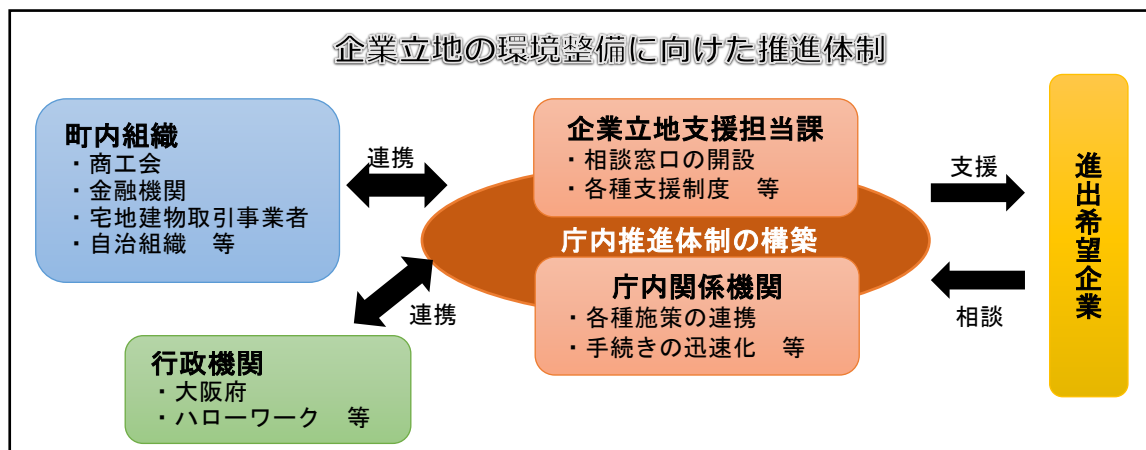 企業立地の環境整備に向けた推進体制
町内組織
・商工会
・金融機関
・宅地建物取引事業者
・自治組織　等
連携
連携
行政機関
・大阪府
・ハローワーク　等
企業立地支援担当課
・相談窓口の開設
・各種支援制度　等
庁内推進体制の構築
庁内関係機関
・各種施策の連携
・手続きの迅速化　等
支援
相談
進出希望企業